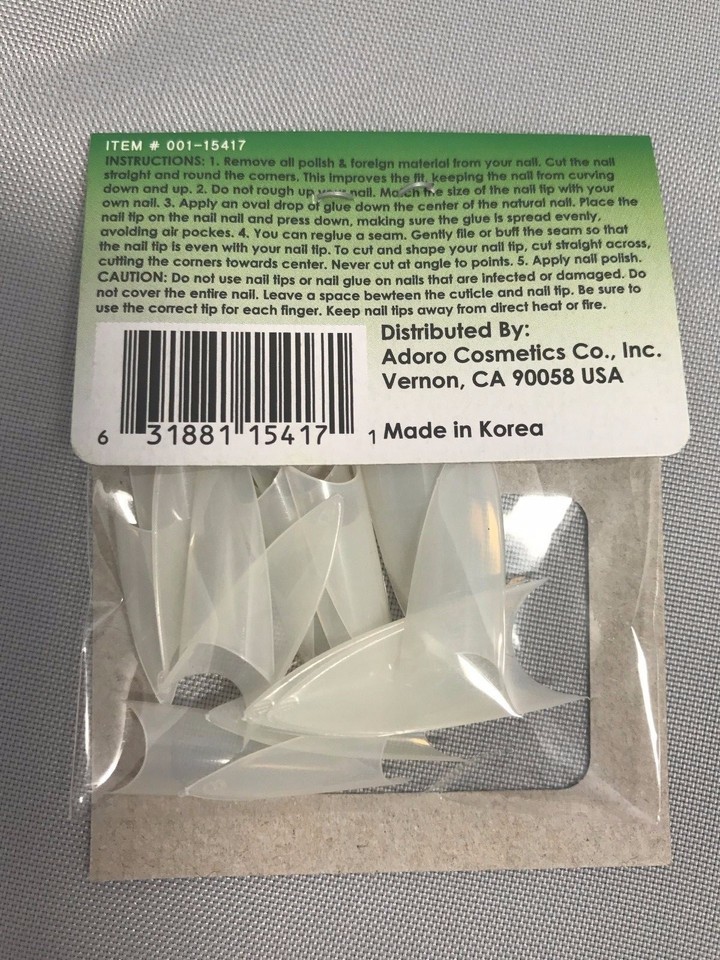 ITEM # 001-15417
INSTRUCTIONS: 1. Remove all polish & foreign material from your nail. Cut the nail
straight and round the corners. This improves the fit, keeping the nail from curving
down and up. 2. Do not rough up your nail. Match the size of the nail tip with your
own nail. 3. Apply an oval drop of glue down the center of the natural nail. Place the
nail tip on the nail nail and press down, making sure the glue is spread evenly,
avoiding air pockes. 4. You can reglue a seam. Gently file or buff the seam so that
the nail tip is even with your nail tip. To cut and shape your nail tip, cut straight across,
cutting the corners towards center. Never cut at angle to points. 5. Apply nail polish.
CAUTION: Do not use nail tips or nail glue on nails that are infected or damaged. Do
not cover the entire nail. Leave a space bewteen the cuticle and nail tip. Be sure to
use the correct tip for each finger. Keep nail tips away from direct heat or fire.
Distributed By:
Adoro Cosmetics Co., Inc.
Vernon, CA 90058 USA
Made in Korea
6 31881 15417 1